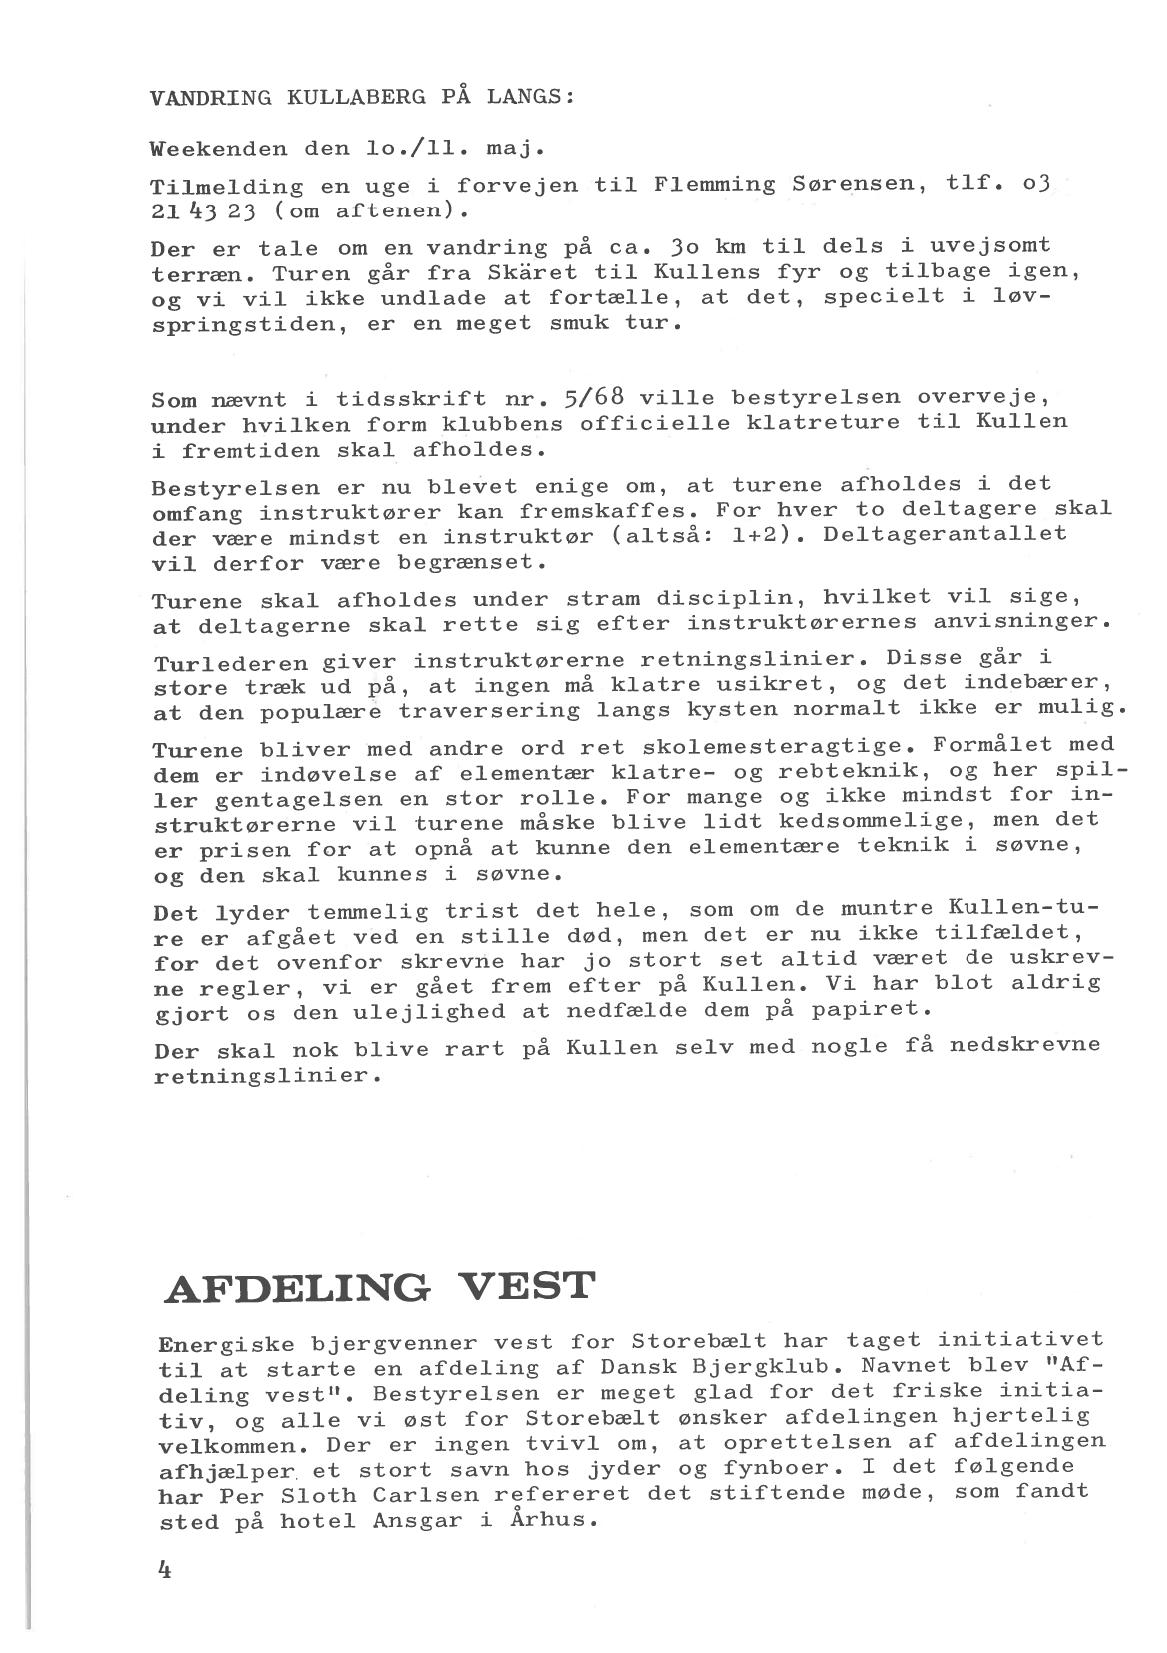 VANDRING KULLABERG PÅ LANGS:
Weekenden den lo./ll. maj.
Tilmelding en uge i forvejen til Flemming Sørensen, tlf. o3
21 43 23 (om aftenen).
Der er tale om en vandring på ca. 3o km til dels i uvejsomt
terræn. Turen går fra Skäret til Kullens fyr og tilbage igen,
og vi vil ikke undlade at fortælle, at det, specielt i løv-
springstiden, er en meget smuk tur.
Som nævnt i tidsskrift nr. 5/68 ville bestyrelsen overveje,
under hvilken form klubbens officielle klatreture til Kullen
i fremtiden skal afholdes.
Bestyrelsen er nu blevet enige om, at turene afholdes i det
omfang instruktører kan fremskaffes. For hver to deltagere skal
der være mindst en instruktør (altså: 1+2). Deltagerantallet
vil derfor være begrænset.
Turene skal afholdes under stram disciplin, hvilket vil sige,
at deltagerne skal rette sig efter instruktørernes anvisninger.
Turlederen giver instruktørerne retningslinier. Disse går i
store træk ud på, at ingen må klatre usikret, og det indebærer,
at den populære traversering langs kysten normalt ikke er mulig.
Turene bliver med andre ord ret skolemesteragtige. Formålet med
dem er indøvelse af elementær klatre- og rebteknik, og her spil-
ler gentagelsen en stor rolle. For mange og ikke mindst for in-
struktørerne vil turene måske blive lidt kedsommelige, men det
er prisen for at opnå at kunne den elementære teknik i søvne,
og den skal kunnes i søvne.
Det lyder temmelig trist det hele, som om de muntre Kullen-tu-
re er afgået ved en stille død, men det er nu ikke tilfældet,
for det ovenfor skrevne har jo stort set altid været de uskrev-
ne regler, vi er gået frem efter på Kullen. Vi har blot aldrig
gjort os den ulejlighed at nedfælde dem på papiret.
Der skal nok blive rart på Kullen selv med nogle få nedskrevne
retningslinier.
AFDELING VEST
Energiske bjergvenner vest for Storebælt har taget initiativet
til at starte en afdeling af Dansk Bjergklub. Navnet blev "Af-
deling vest". Bestyrelsen er meget glad for det friske initia-
tiv, og alle vi øst for Storebælt ønsker afdelingen hjertelig
velkommen. Der er ingen tvivl om, at oprettelsen af afdelingen
afhjælper et stort savn hos jyder og fynboer. I det følgende
har Per Sloth Carlsen refereret det stiftende møde, som fandt
sted på hotel Ansgar i Århus.
4